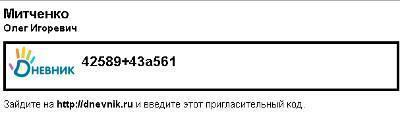 Митченко
Олег Игоревич
Дневник 42589+43a561
Зайдите на http://dnevnik.ru и введите этот пригласительный код.